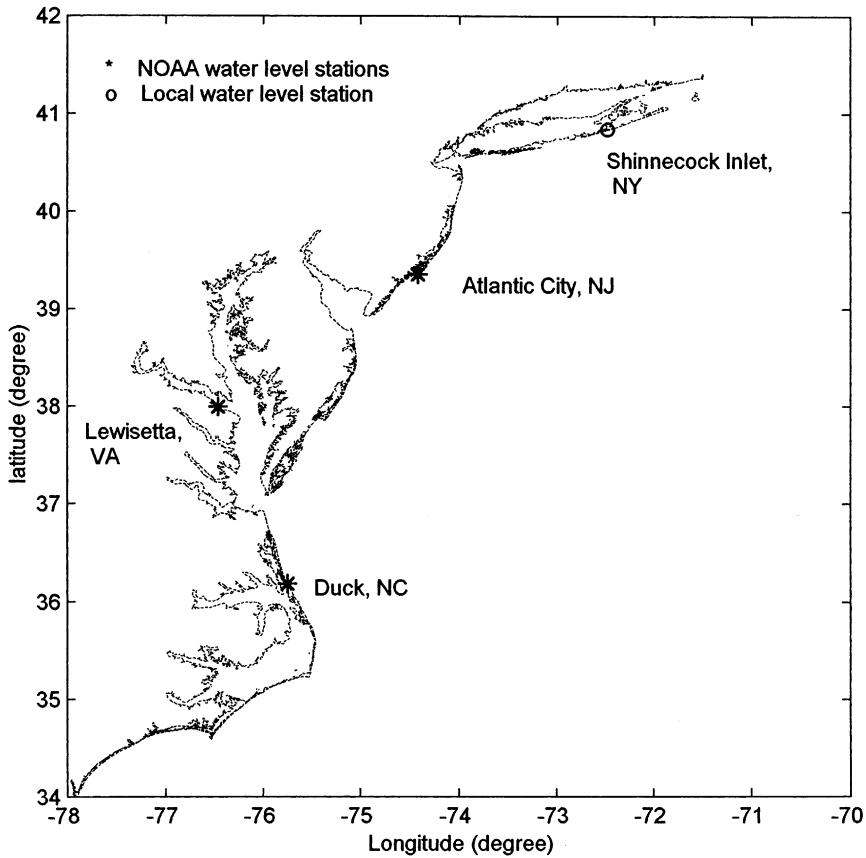 * NOAA water level stations
o Local water level station
Shinnecock Inlet,
NY
Atlantic City, NJ
Lewisetta,
VA
Duck, NC
latitude (degree)
42
41
40
39
38
37
36
35
34
-78 -77 -76 -75 -74 -73 -72 -71 -70
Longitude (degree)